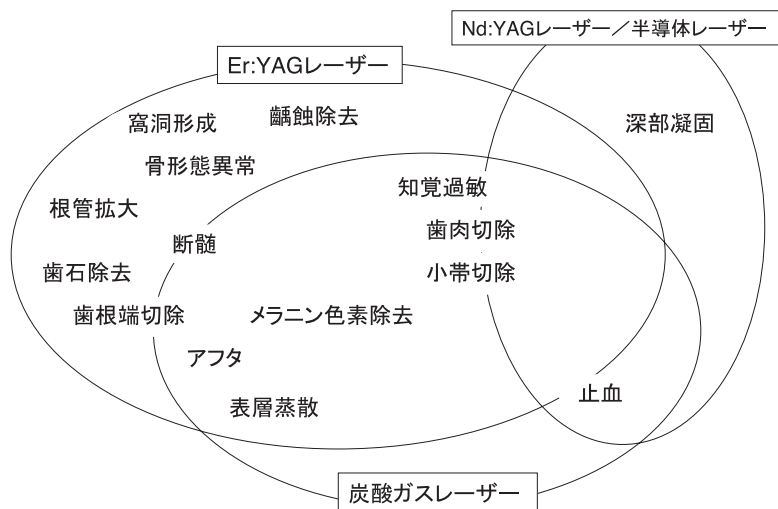 Nd:YAGレーザー／半導体レーザー
Er:YAGレーザー
窩洞形成
齲蝕除去
深部凝固
骨形態異常
知覚過敏
根管拡大
歯肉切除
断髄
歯石除去
小帯切除
歯根端切除
メラニン色素除去
アフタ
止血
表層蒸散
炭酸ガスレーザー